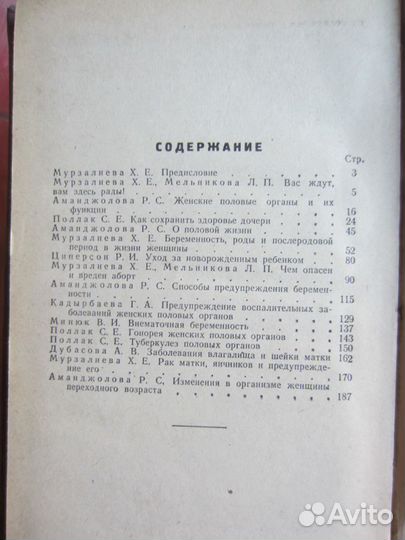 СОДЕРЖАНИЕ
Стр.
Мурзалиева Х. Е. Предисловие . . . . . . . 3
Мурзалиева Х. Е., Мельникова Л. П. Вас ждут,
вам здесь рады! . . . . . . . . . . 5
Аманджолова Р. С. Женские половые органы и их
функции . . . . . . . . . . . . 16
Поллак С. Е. Как сохранить здоровье дочери . . . 24
Аманджолова Р. С. О половой жизни . . . . . 45
Мурзалиева Х. Е. Беременность, роды и послеродовой
период в жизни женщины . . . . . . . . 52
Циперсон Р. И. Уход за новорожденным ребенком . . 80
Мурзалиева Х. Е., Мельникова Л. П. Чем опасен
и вреден аборт . . . . . . . . . . 90
Аманджолова Р. С. Способы предупреждения беремен-
ности . . . . . . . . . . . . 115
Кадырбаева Г. А. Предупреждение воспалительных за-
болеваний женских половых органов . . . . . 129
Минюк В. И. Внематочная беременность . . . . 137
Поллак С. Е. Гонорея женских половых органов . . 143
Поллак С. Е. Туберкулез половых органов . . . 150
Дубасова А. В. Заболевания влагалища и шейки матки 162
Мурзалиева Х. Е. Рак матки, яичников и предупрежде-
ние его . . . . . . . . . . . . 170
Аманджолова Р. С. Изменения в организме женщины
переходного возраста . . . . . . . . 187
Avito